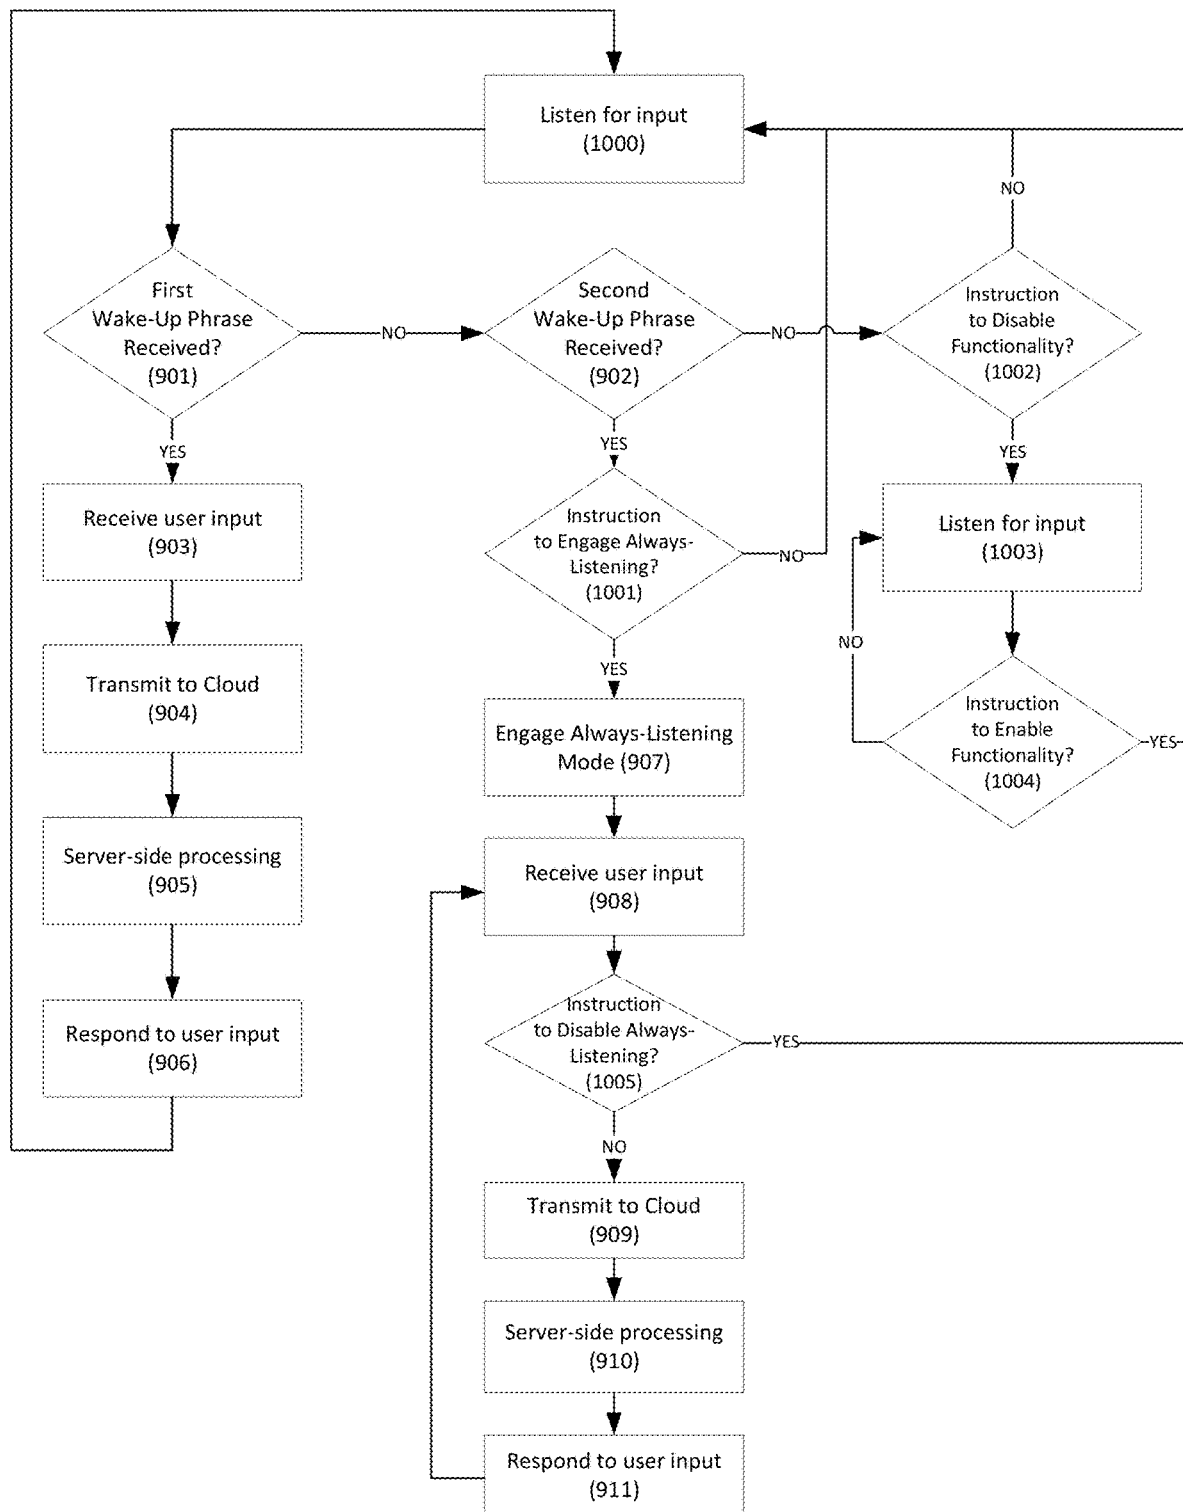 Listen for input
(1000)
NO
First
Wake-Up Phrase
Received?
(901)
NO
Second
Wake-Up Phrase
Received?
(902)
NO
Instruction
to Disable
Functionality?
(1002)
YES
YES
YES
Receive user input
(903)
Instruction
to Engage Always-
Listening?
(1001)
NO
Listen for input
(1003)
NO
YES
Transmit to Cloud
(904)
Engage Always-Listening
Mode (907)
Instruction
to Enable
Functionality?
(1004)
YES
Server-side processing
(905)
Receive user input
(908)
Respond to user input
(906)
Instruction
to Disable Always-
Listening?
(1005)
YES
NO
Transmit to Cloud
(909)
Server-side processing
(910)
Respond to user input
(911)